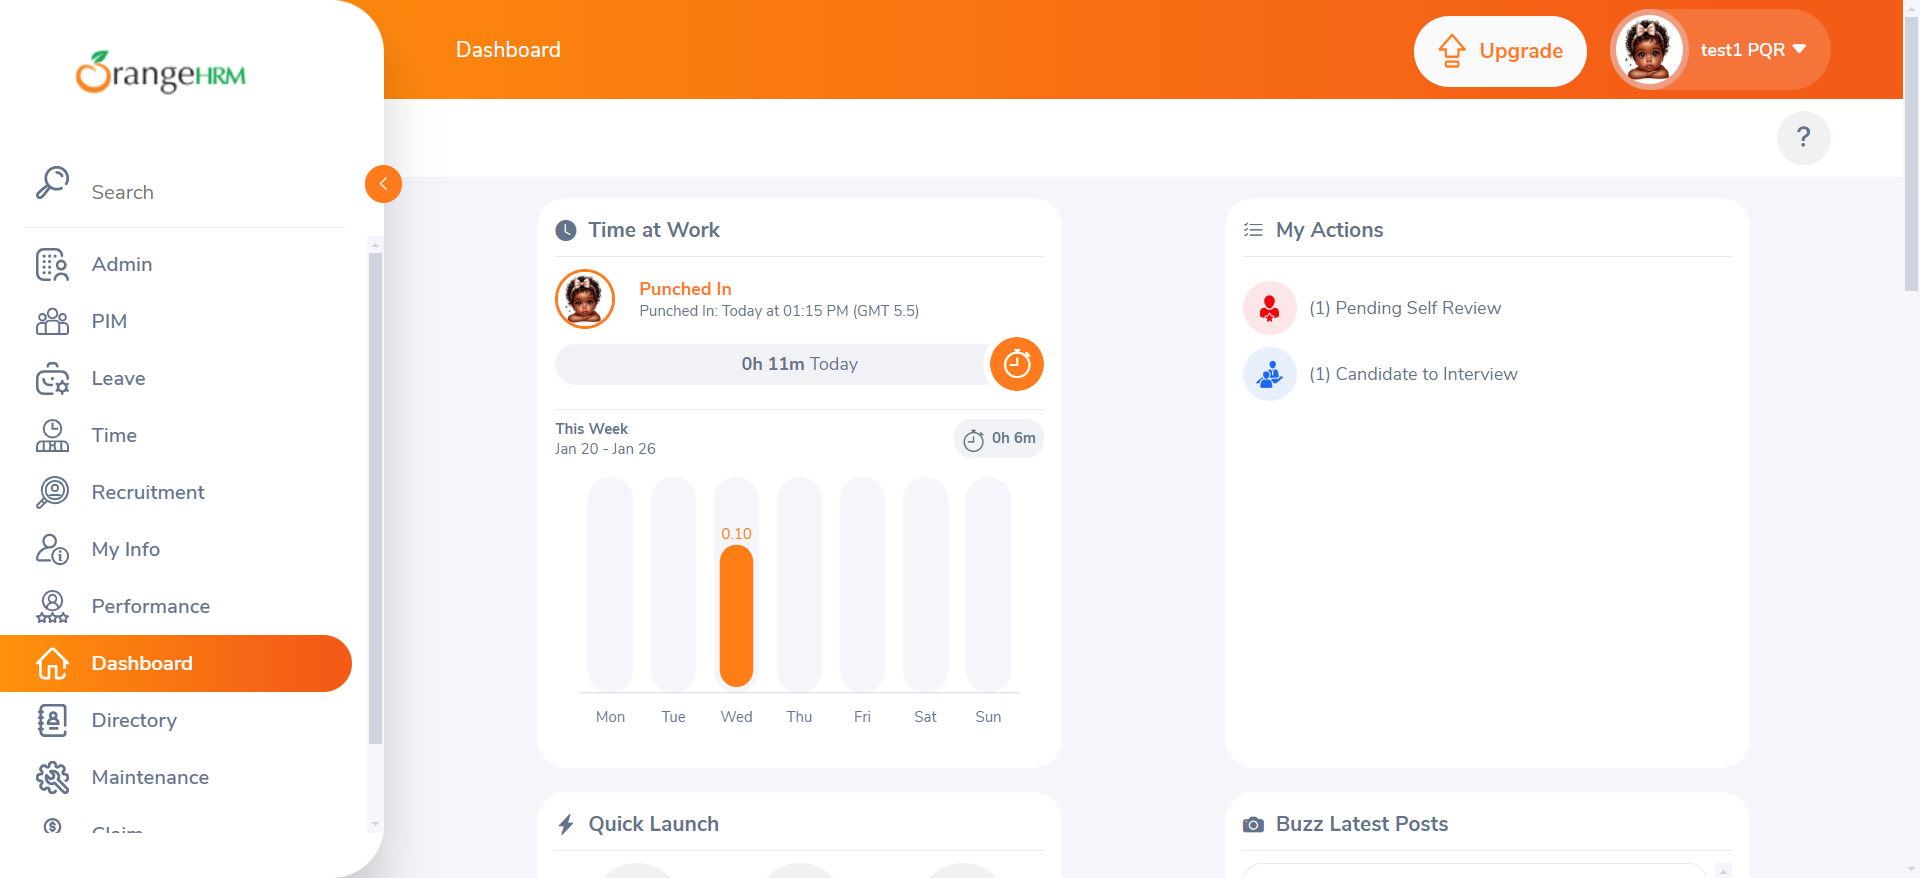 OrangeHRM
Search
Admin
PIM
Leave
Time
Recruitment
My Info
Performance
Dashboard
Directory
Maintenance
Claim
Dashboard
Upgrade
test1 PQR
?
Time at Work
Punched In
Punched In: Today at 01:15 PM (GMT 5.5)
0h 11m Today
This Week
Jan 20 - Jan 26
0h 6m
0.10
Mon Tue Wed Thu Fri Sat Sun
My Actions
(1) Pending Self Review
(1) Candidate to Interview
Quick Launch
Buzz Latest Posts